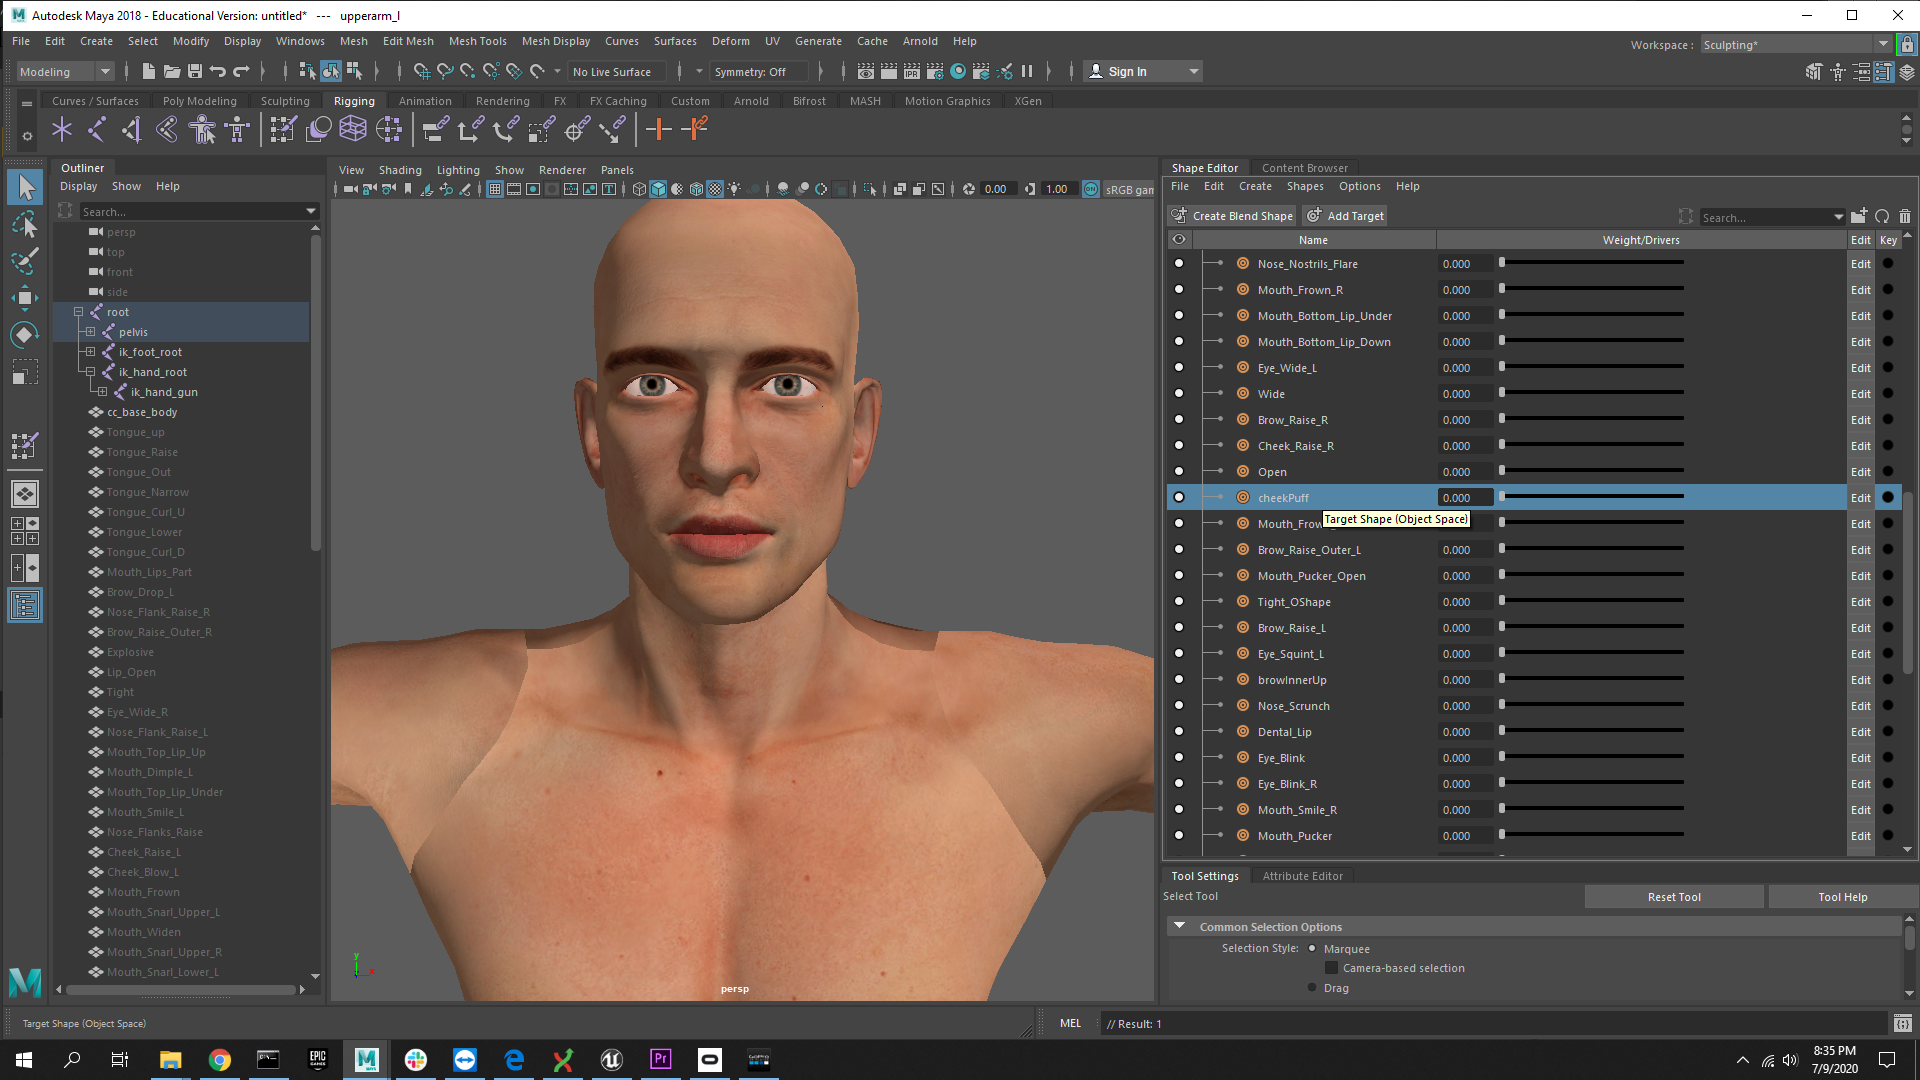 Autodesk Maya 2018 - Educational Version: untitled*   ---   upperarm_l
File Edit Create Select Modify Display Windows Mesh Edit Mesh Mesh Tools Mesh Display Curves Surfaces Deform UV Generate Cache Arnold Help
Workspace : Sculpting*
Modeling No Live Surface Symmetry: Off IPR Sign In
Curves / Surfaces Poly Modeling Sculpting Rigging Animation Rendering FX FX Caching Custom Arnold Bifrost MASH Motion Graphics XGen
Outliner
Display Show Help
Search...
persp
top
front
side
root
pelvis
ik_foot_root
ik_hand_root
ik_hand_gun
cc_base_body
Tongue_up
Tongue_Raise
Tongue_Out
Tongue_Narrow
Tongue_Curl_U
Tongue_Lower
Tongue_Curl_D
Mouth_Lips_Part
Brow_Drop_L
Nose_Flank_Raise_R
Brow_Raise_Outer_R
Explosive
Lip_Open
Tight
Eye_Wide_R
Nose_Flank_Raise_L
Mouth_Top_Lip_Up
Mouth_Dimple_L
Mouth_Top_Lip_Under
Mouth_Smile_L
Nose_Flanks_Raise
Cheek_Raise_L
Cheek_Blow_L
Mouth_Frown
Mouth_Snarl_Upper_L
Mouth_Widen
Mouth_Snarl_Upper_R
Mouth_Snarl_Lower_L
View Shading Lighting Show Renderer Panels
0.00 1.00 ON sRGB gam
y
x
persp
Shape Editor Content Browser
File Edit Create Shapes Options Help
Create Blend Shape Add Target Search...
Name Weight/Drivers Edit Key
Nose_Nostrils_Flare 0.000 Edit
Mouth_Frown_R 0.000 Edit
Mouth_Bottom_Lip_Under 0.000 Edit
Mouth_Bottom_Lip_Down 0.000 Edit
Eye_Wide_L 0.000 Edit
Wide 0.000 Edit
Brow_Raise_R 0.000 Edit
Cheek_Raise_R 0.000 Edit
Open 0.000 Edit
cheekPuff 0.000 Edit
Target Shape (Object Space)
Mouth_Frow Edit
Brow_Raise_Outer_L 0.000 Edit
Mouth_Pucker_Open 0.000 Edit
Tight_OShape 0.000 Edit
Brow_Raise_L 0.000 Edit
Eye_Squint_L 0.000 Edit
browInnerUp 0.000 Edit
Nose_Scrunch 0.000 Edit
Dental_Lip 0.000 Edit
Eye_Blink 0.000 Edit
Eye_Blink_R 0.000 Edit
Mouth_Smile_R 0.000 Edit
Mouth_Pucker 0.000 Edit
Tool Settings Attribute Editor
Select Tool Reset Tool Tool Help
Common Selection Options
Selection Style: Marquee
Camera-based selection
Drag
Target Shape (Object Space) MEL // Result: 1
EPIC GAMES M MAYA Pr GoPro
8:35 PM
7/9/2020